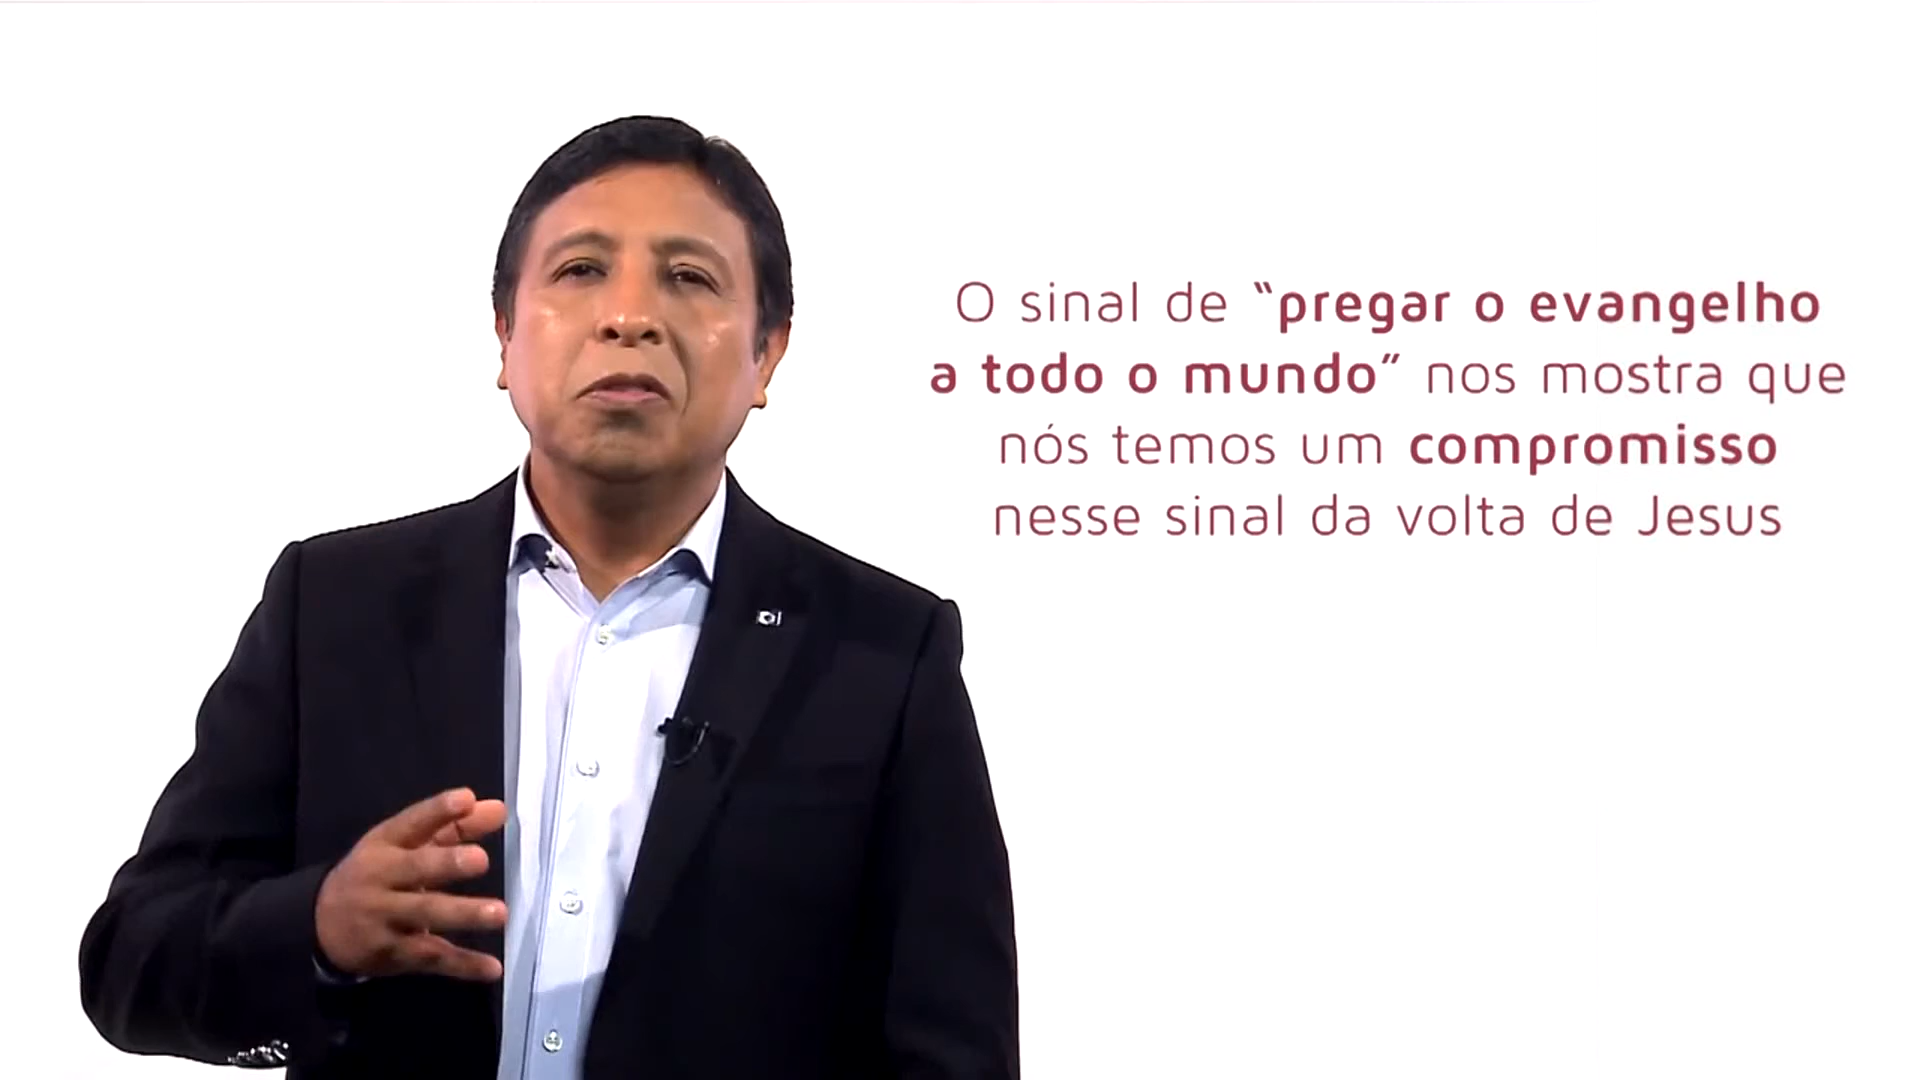 O sinal de “pregar o evangelho
a todo o mundo” nos mostra que
nós temos um compromisso
nesse sinal da volta de Jesus